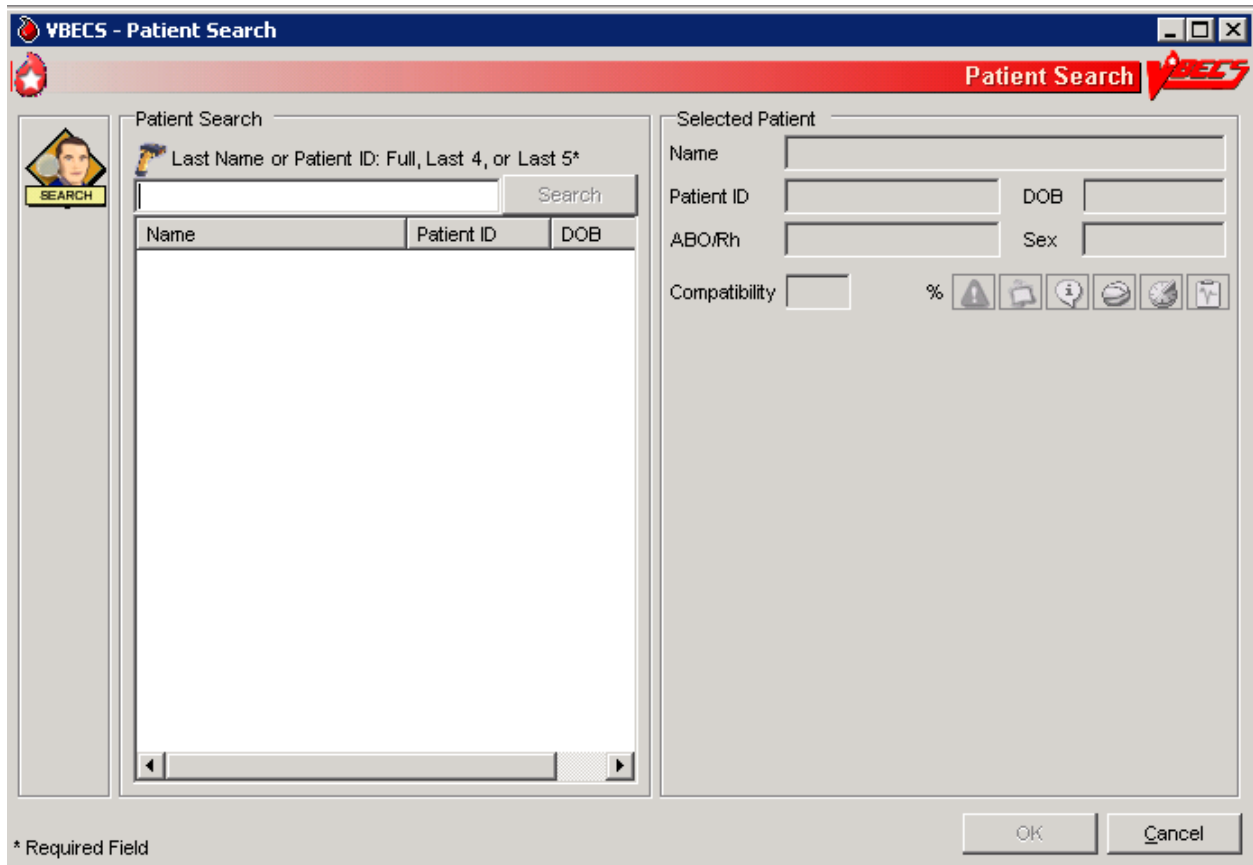 VBECS - Patient Search
Patient Search VBECS
Patient Search
Last Name or Patient ID: Full, Last 4, or Last 5*
Search
SEARCH
Name Patient ID DOB
Selected Patient
Name
Patient ID DOB
ABO/Rh Sex
Compatibility %
OK Cancel
* Required Field